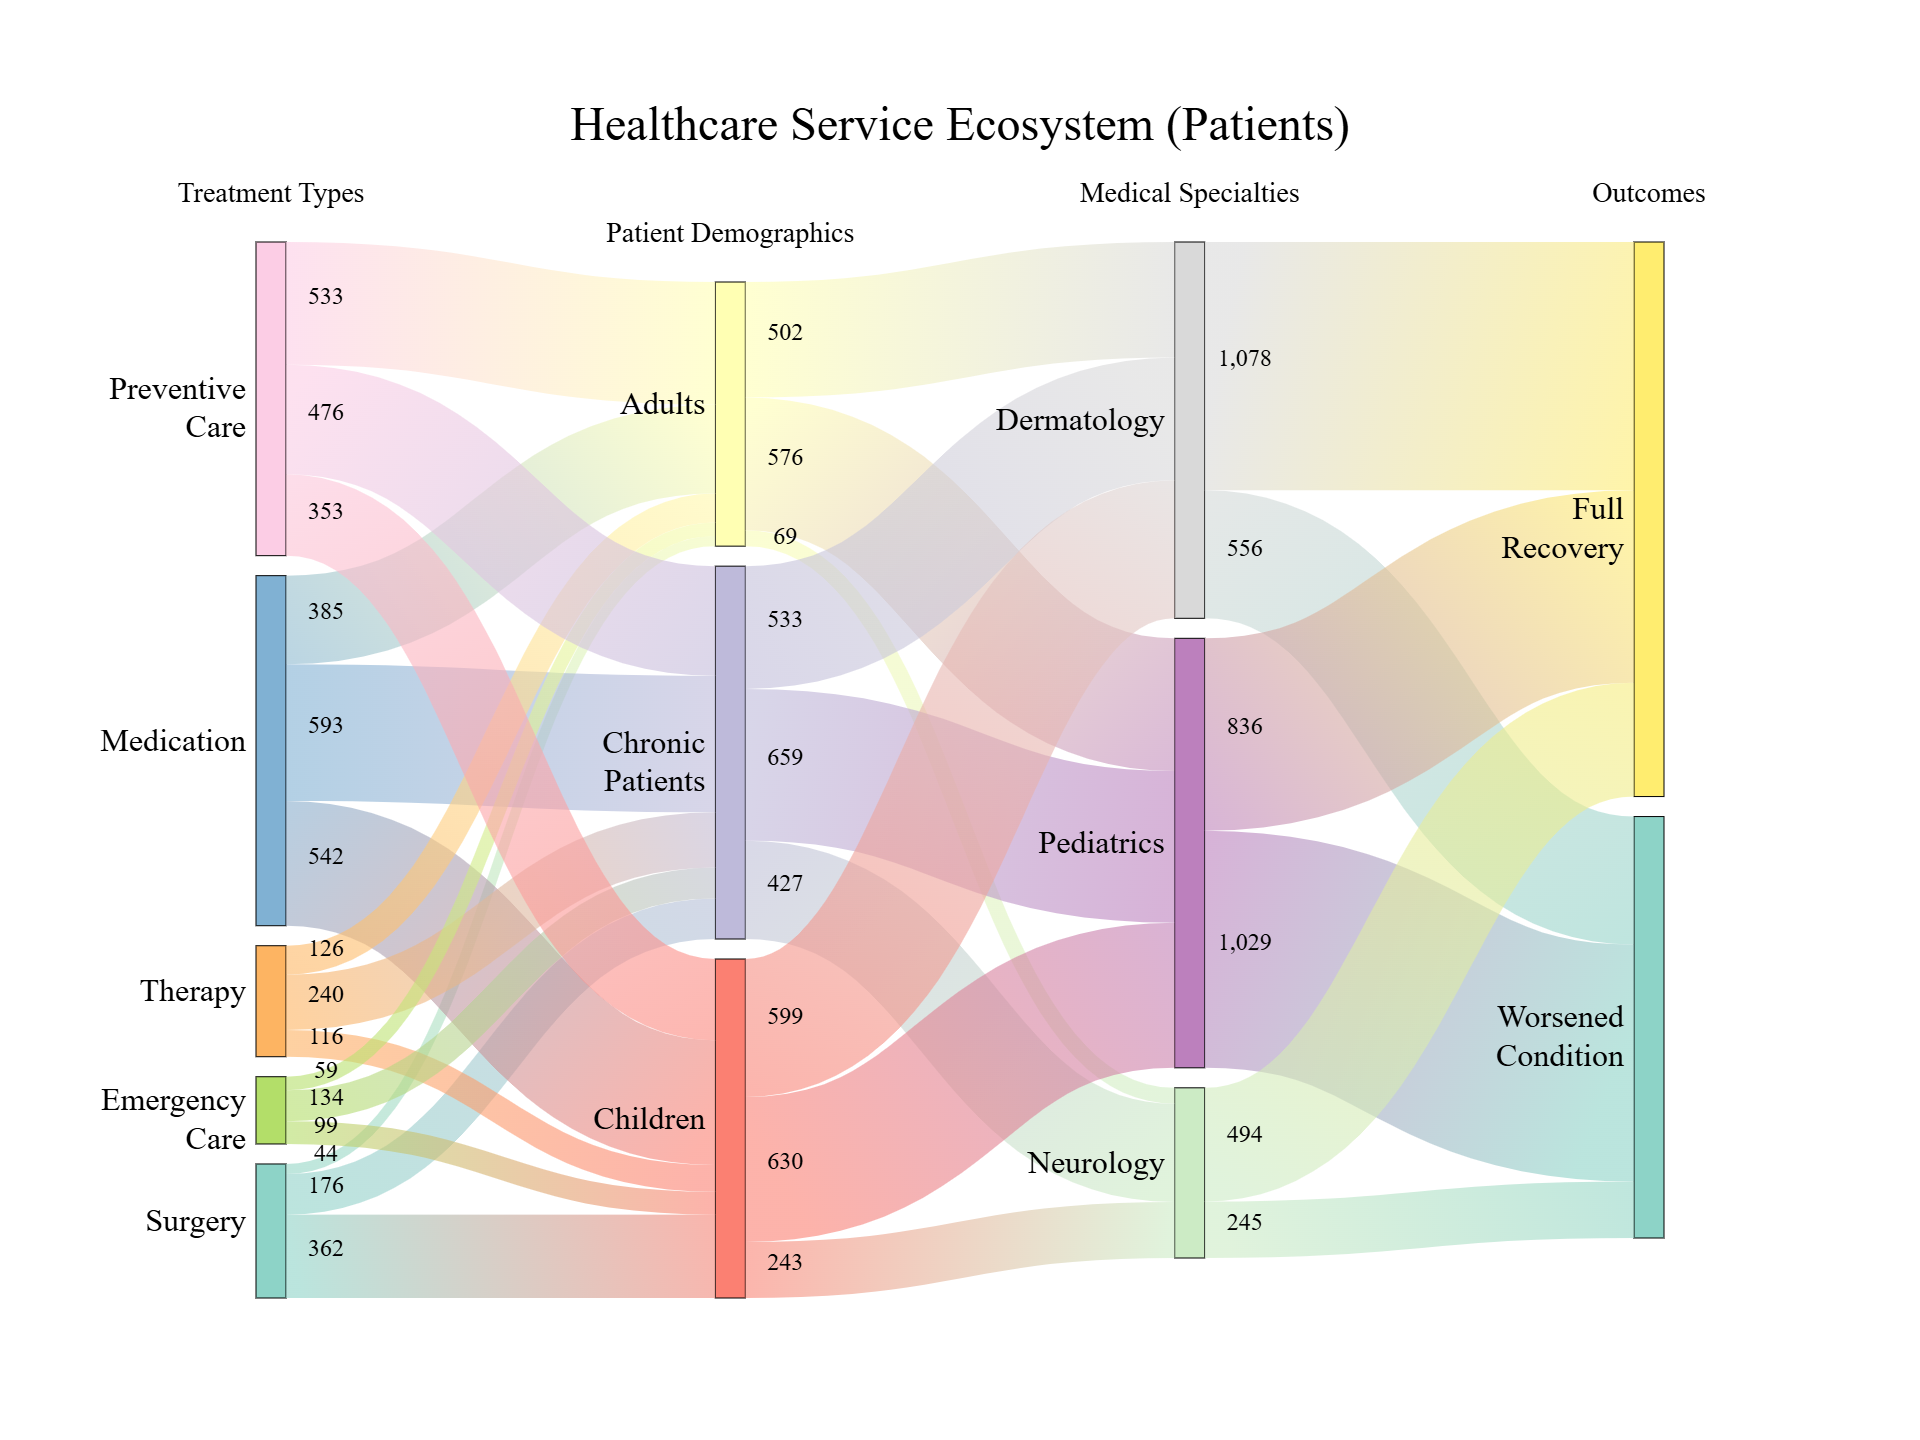 Healthcare Service Ecosystem (Patients)
Treatment Types
Patient Demographics
Medical Specialties
Outcomes
Preventive
Care
533
476
353
Medication
385
593
542
Therapy
126
240
116
Emergency
Care
59
134
99
Surgery
44
176
362
Adults
502
576
69
Chronic
Patients
533
659
427
Children
599
630
243
Dermatology
1,078
556
Pediatrics
836
1,029
Neurology
494
245
Full
Recovery
Worsened
Condition